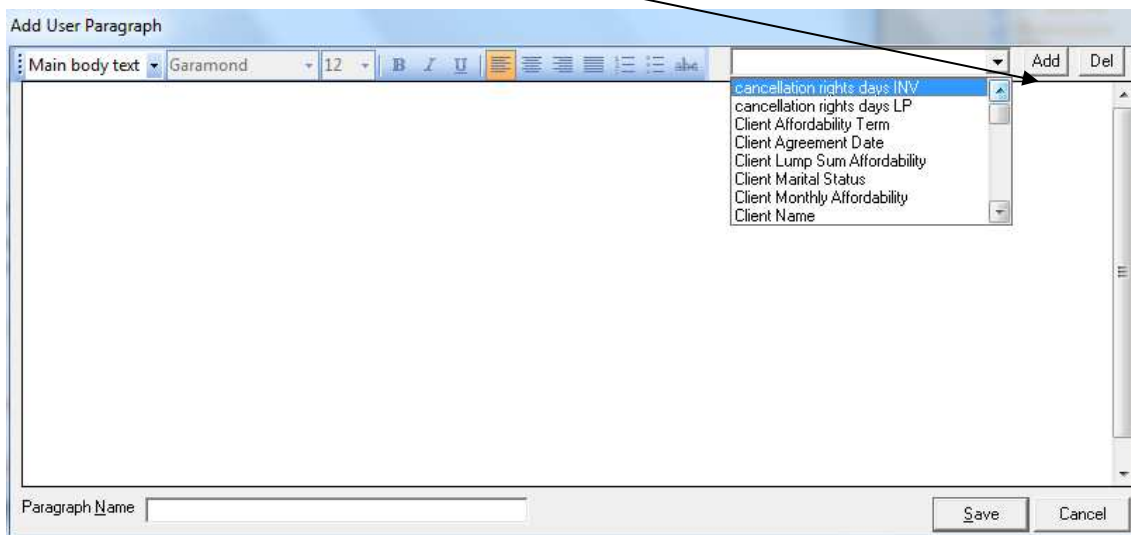 Add User Paragraph
Main body text Garamond 12 B I U abc Add Del
cancellation rights days INV
cancellation rights days LP
Client Affordability Term
Client Agreement Date
Client Lump Sum Affordability
Client Marital Status
Client Monthly Affordability
Client Name
Paragraph Name Save Cancel